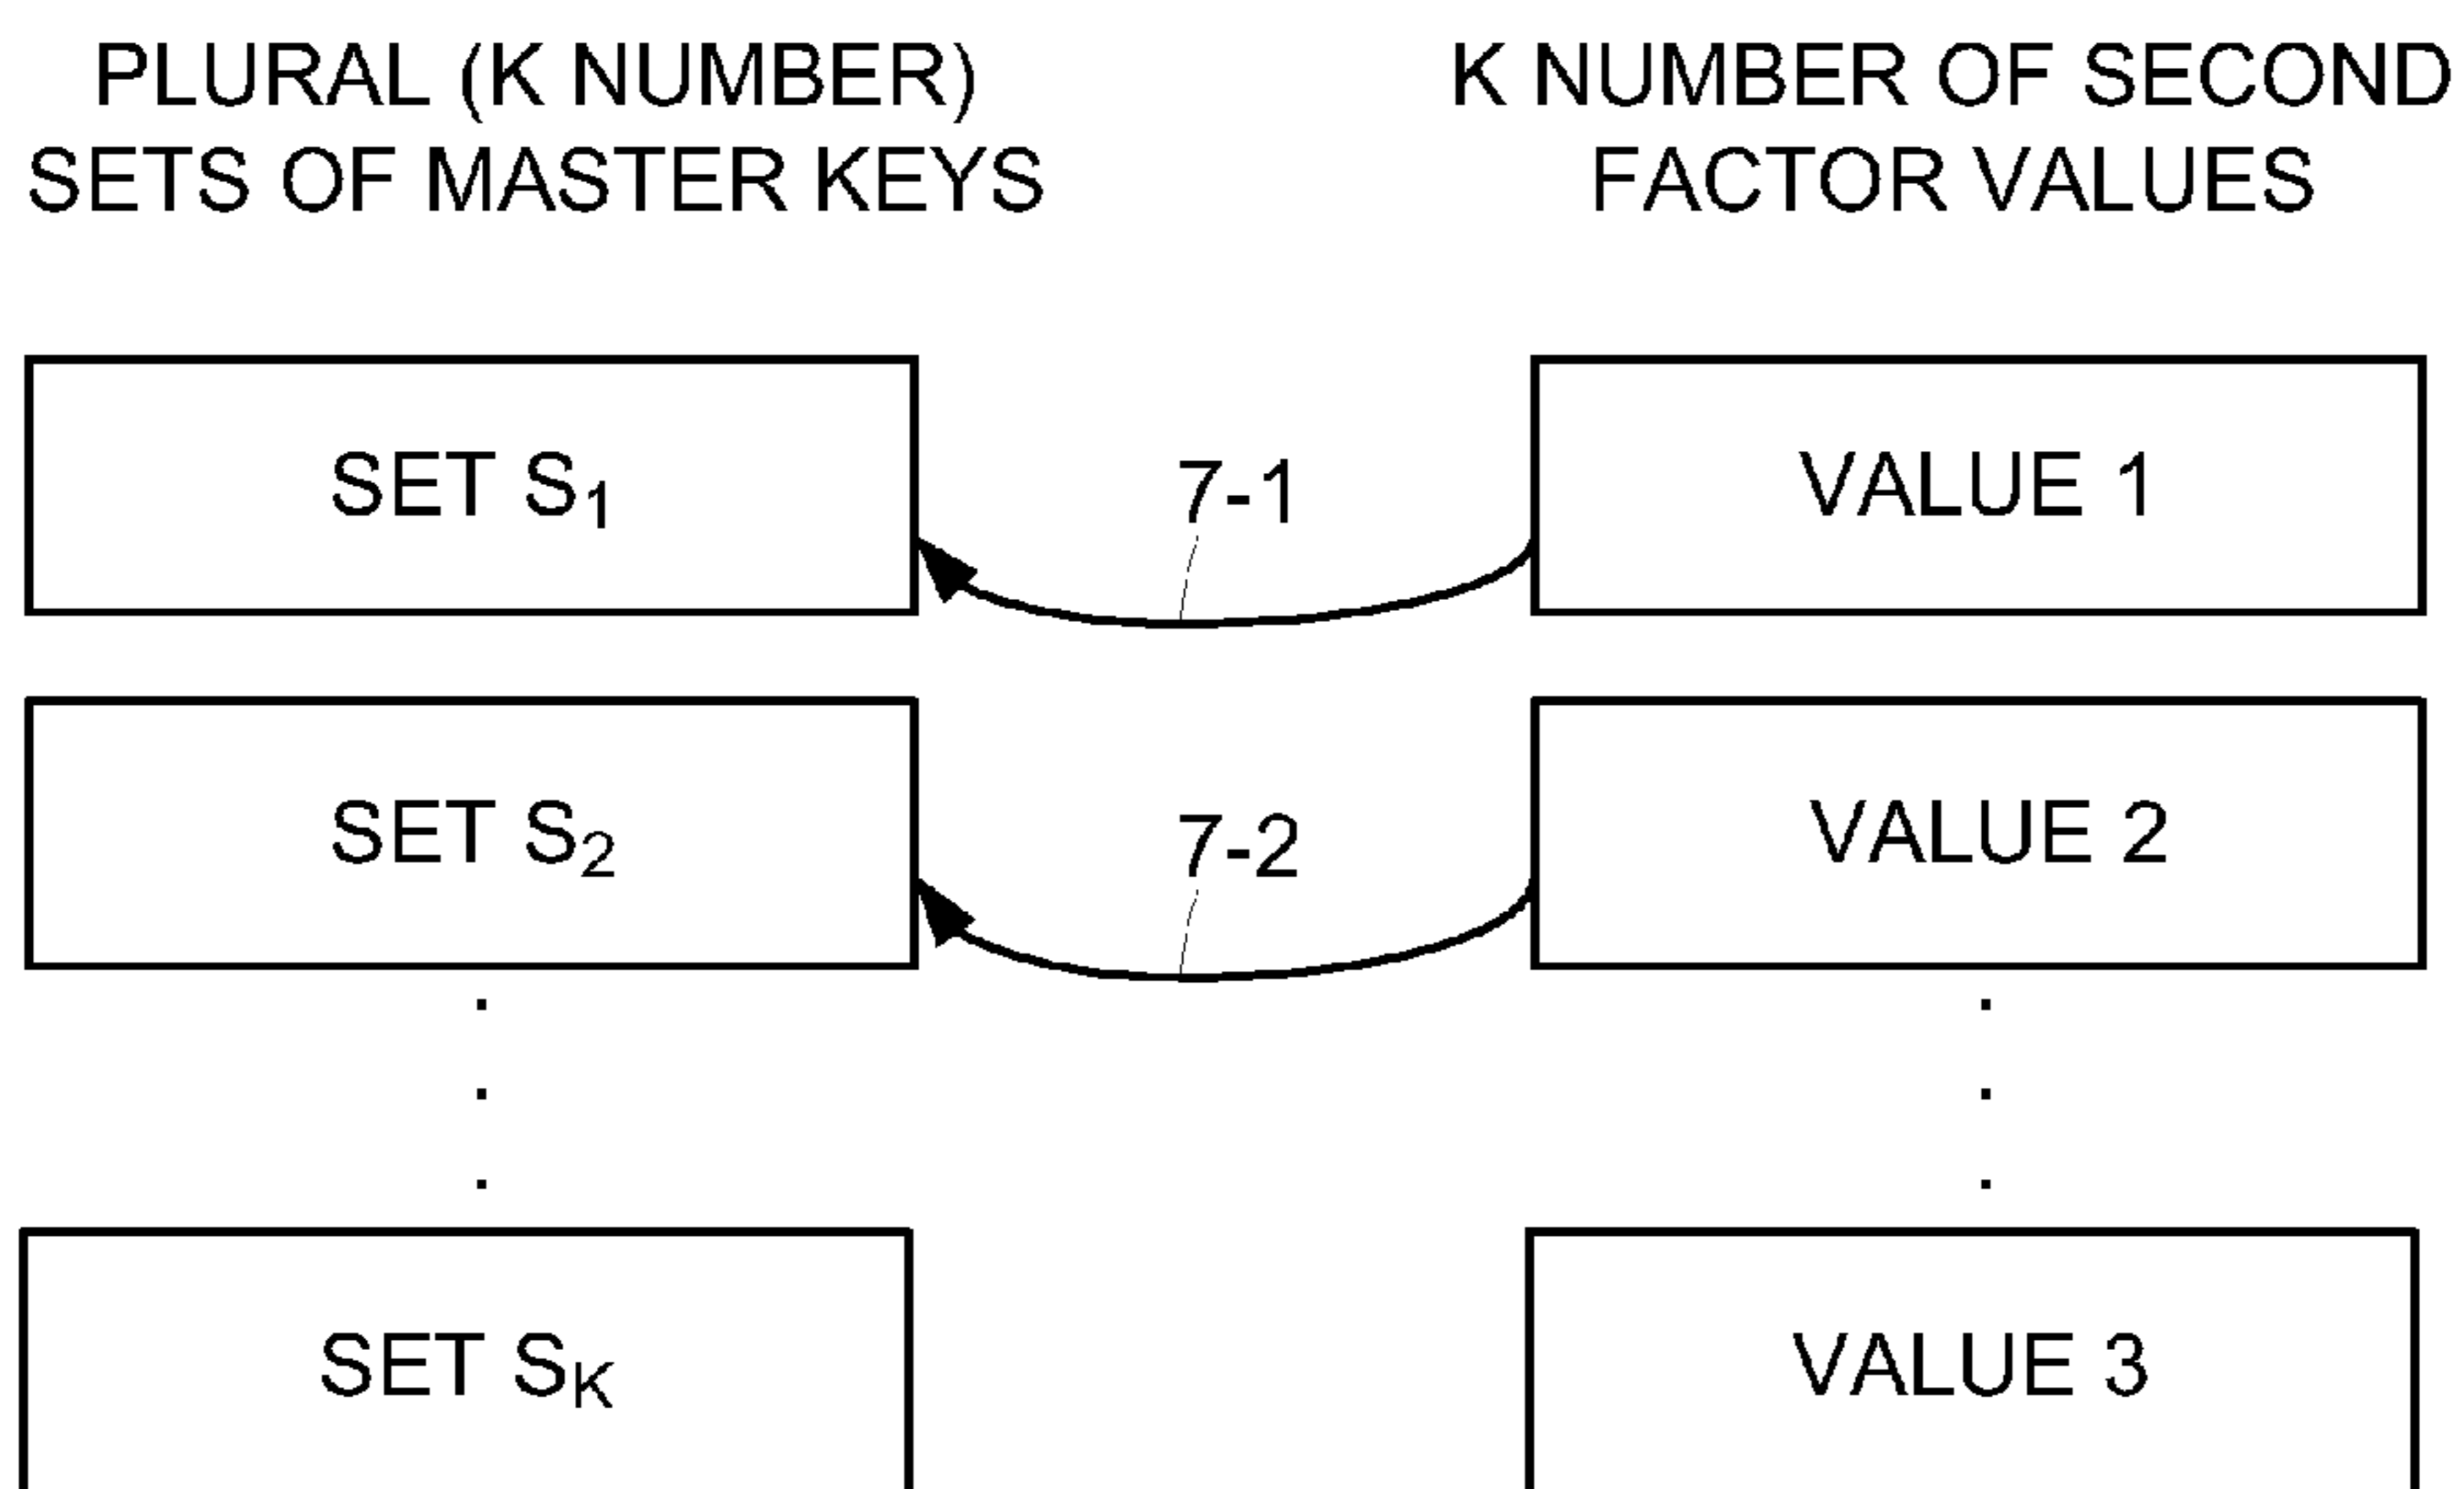 PLURAL (K NUMBER)
SETS OF MASTER KEYS
K NUMBER OF SECOND
FACTOR VALUES
SET S₁
7-1
VALUE 1
SET S₂
7-2
VALUE 2
SET Sₖ
VALUE 3